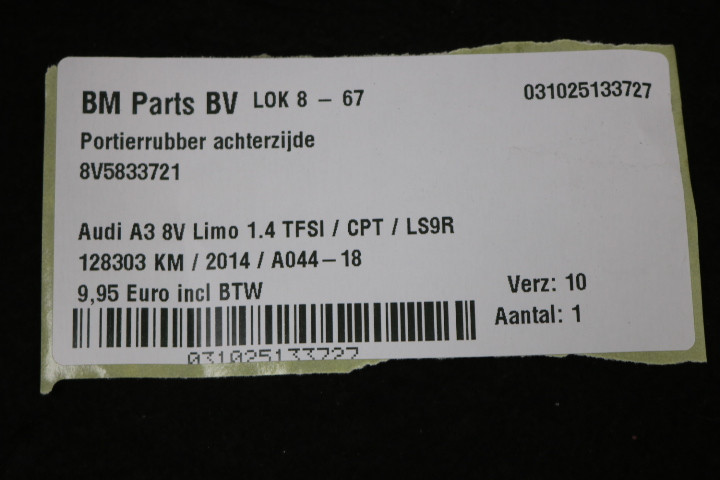 BM Parts BV LOK 8 – 67 031025133727
Portierrubber achterzijde
8V5833721
Audi A3 8V Limo 1.4 TFSI / CPT / LS9R
128303 KM / 2014 / A044–18
9,95 Euro incl BTW
Verz: 10
Aantal: 1
031025133727